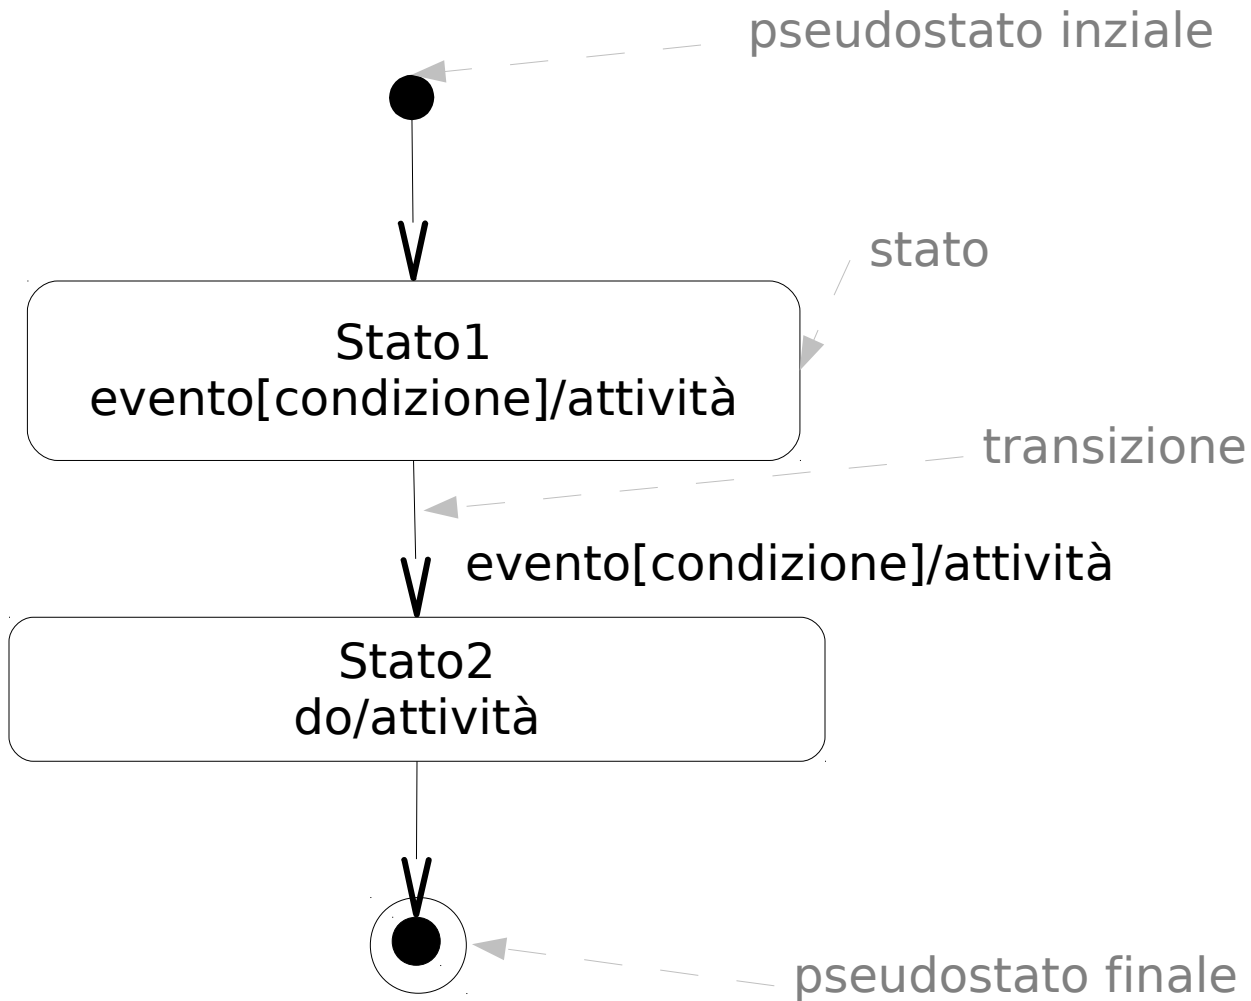 pseudostato inziale
stato
Stato1
evento[condizione]/attività
transizione
evento[condizione]/attività
Stato2
do/attività
pseudostato finale